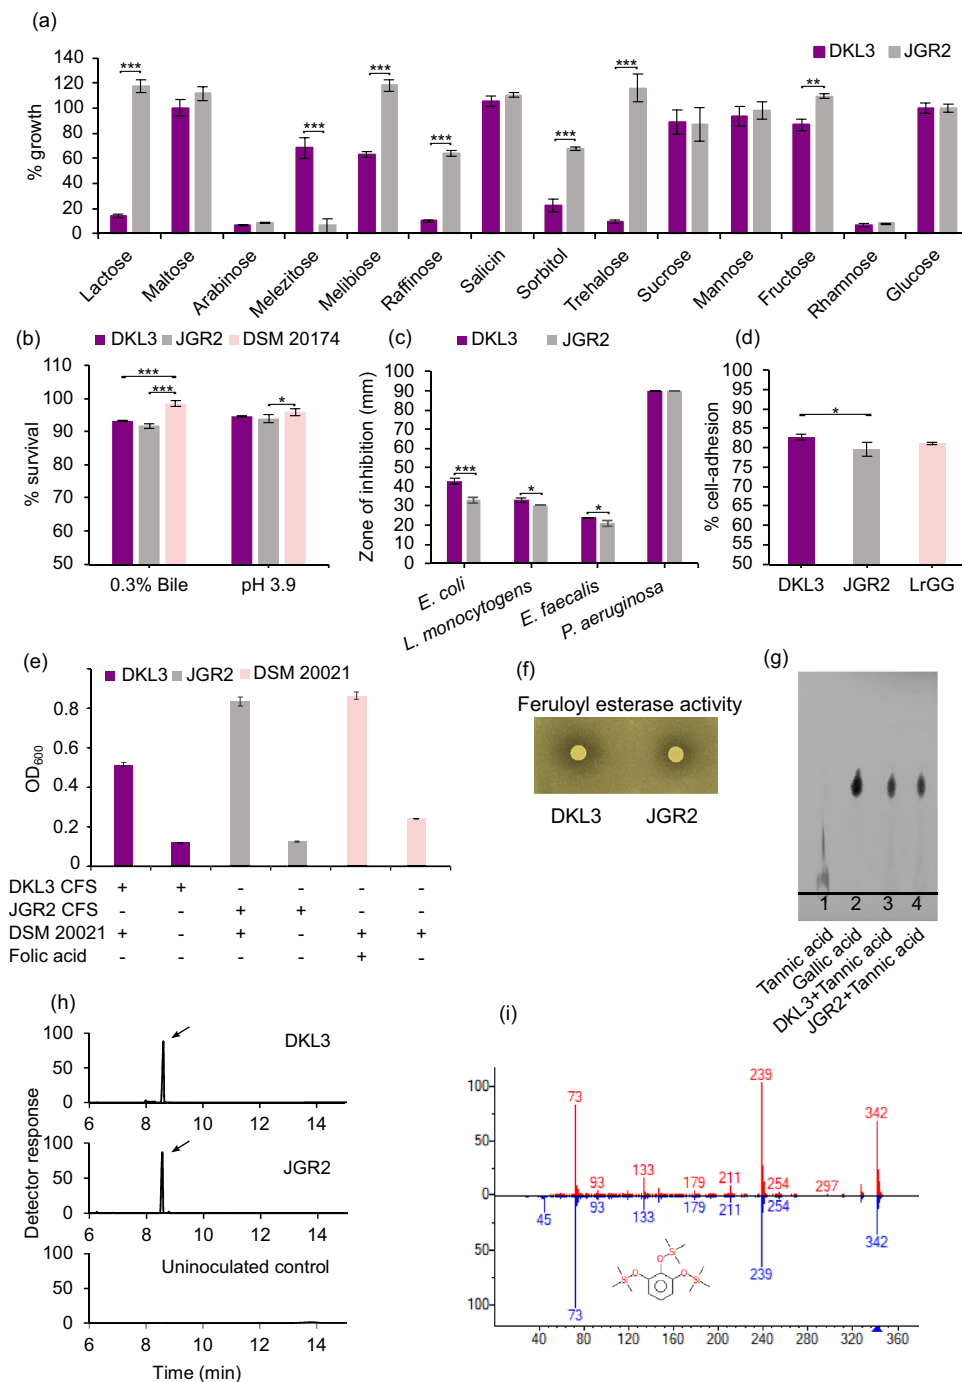 (a)
DKL3 JGR2
% growth
140
120
100
80
60
40
20
0
*** *** *** *** *** *** **
Lactose
Maltose
Arabinose
Melezitose
Melibiose
Raffinose
Salicin
Sorbitol
Trehalose
Sucrose
Mannose
Fructose
Rhamnose
Glucose
(b)
DKL3 JGR2 DSM 20174
% survival
110
100
90
80
70
60
50
***
***
*
0.3% Bile pH 3.9
(c)
DKL3 JGR2
Zone of inhibition (mm)
100
90
80
70
60
50
40
30
20
10
0
*** * *
E. coli
L. monocytogens
E. faecalis
P. aeruginosa
(d)
% cell-adhesion
95
90
85
80
75
70
65
60
55
50
*
DKL3 JGR2 LrGG
(e)
DKL3 JGR2 DSM 20021
OD600
0.8
0.6
0.4
0.2
0
DKL3 CFS + + - - - -
JGR2 CFS - - + + - -
DSM 20021 + - + - + +
Folic acid - - - - + -
(f)
Feruloyl esterase activity
DKL3 JGR2
(g)
1 2 3 4
Tannic acid
Gallic acid
DKL3+Tannic acid
JGR2+Tannic acid
(h)
Detector response
DKL3
100
50
0
6 8 10 12 14
JGR2
100
50
0
6 8 10 12 14
Uninoculated control
100
50
0
6 8 10 12 14
Time (min)
(i)
100
50
0
50
100
73 93 133 179 211 239 254 297 342
45 73 93 133 179 211 239 254 342
O Si
Si O O Si
40 80 120 160 200 240 280 320 360